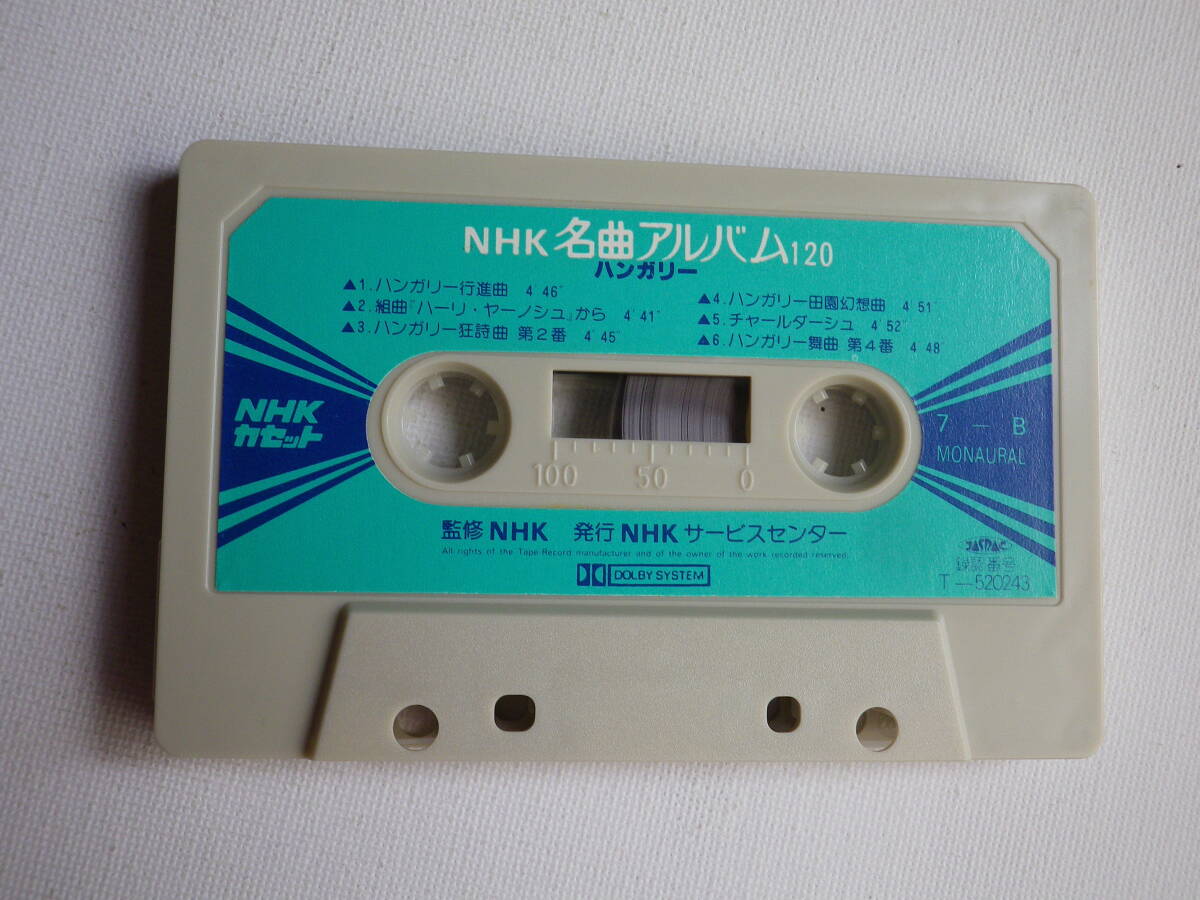 NHK 名曲アルバム120
ハンガリー
▲1. ハンガリー行進曲 4′46″
▲2. 組曲『ハーリ・ヤーノシュ』から 4′41″
▲3. ハンガリー狂詩曲 第2番 4′45″
▲4. ハンガリー田園幻想曲 4′51″
▲5. チャールダーシュ 4′52″
▲6. ハンガリー舞曲 第4番 4′48″
NHK
カセット
7 — B
MONAURAL
100 50 0
監修 NHK 発行 NHK サービスセンター
All rights of the Tape-Record manufacturer and of the owner of the work recorded reserved.
DOLBY SYSTEM
JASRAC
承認番号
T—520243